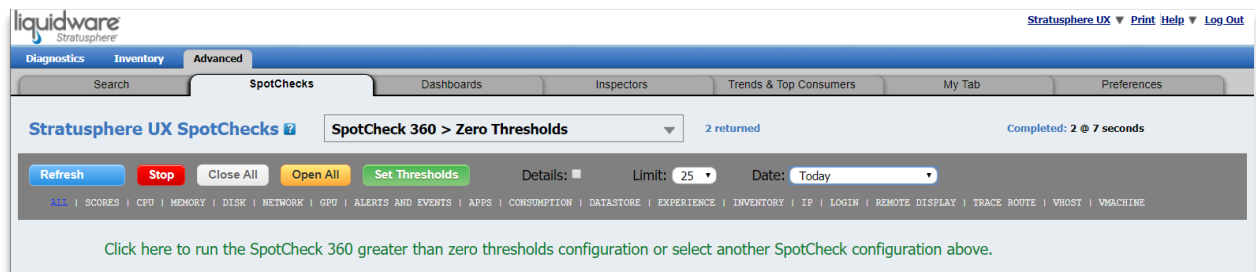 liquidware
Stratusphere
Stratusphere UX ▼ Print Help ▼ Log Out
Diagnostics Inventory Advanced
Search SpotChecks Dashboards Inspectors Trends & Top Consumers My Tab Preferences
Stratusphere UX SpotChecks ? SpotCheck 360 > Zero Thresholds 2 returned Completed: 2 @ 7 seconds
Refresh Stop Close All Open All Set Thresholds Details: Limit: 25 Date: Today
ALL | SCORES | CPU | MEMORY | DISK | NETWORK | GPU | ALERTS AND EVENTS | APPS | CONSUMPTION | DATASTORE | EXPERIENCE | INVENTORY | IP | LOGIN | REMOTE DISPLAY | TRACE ROUTE | VHOST | VMACHINE
Click here to run the SpotCheck 360 greater than zero thresholds configuration or select another SpotCheck configuration above.